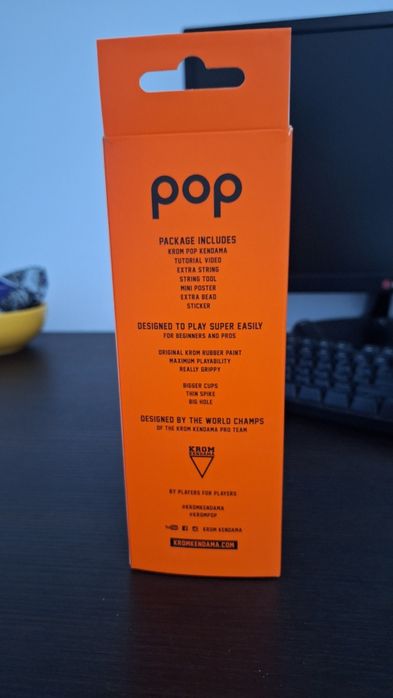 pop
PACKAGE INCLUDES
KROM POP KENDAMA
TUTORIAL VIDEO
EXTRA STRING
STRING TOOL
MINI POSTER
EXTRA BEAD
STICKER
DESIGNED TO PLAY SUPER EASILY
FOR BEGINNERS AND PROS
ORIGINAL KROM RUBBER PAINT
MAXIMUM PLAYABILITY
REALLY GRIPPY
BIGGER CUPS
THIN SPIKE
BIG HOLE
DESIGNED BY THE WORLD CHAMPS
OF THE KROM KENDAMA PRO TEAM
KROM
KENDAMA
BY PLAYERS FOR PLAYERS
#KROMKENDAMA
#KROMPOP
YouTube KROM KENDAMA
KROMKENDAMA.COM